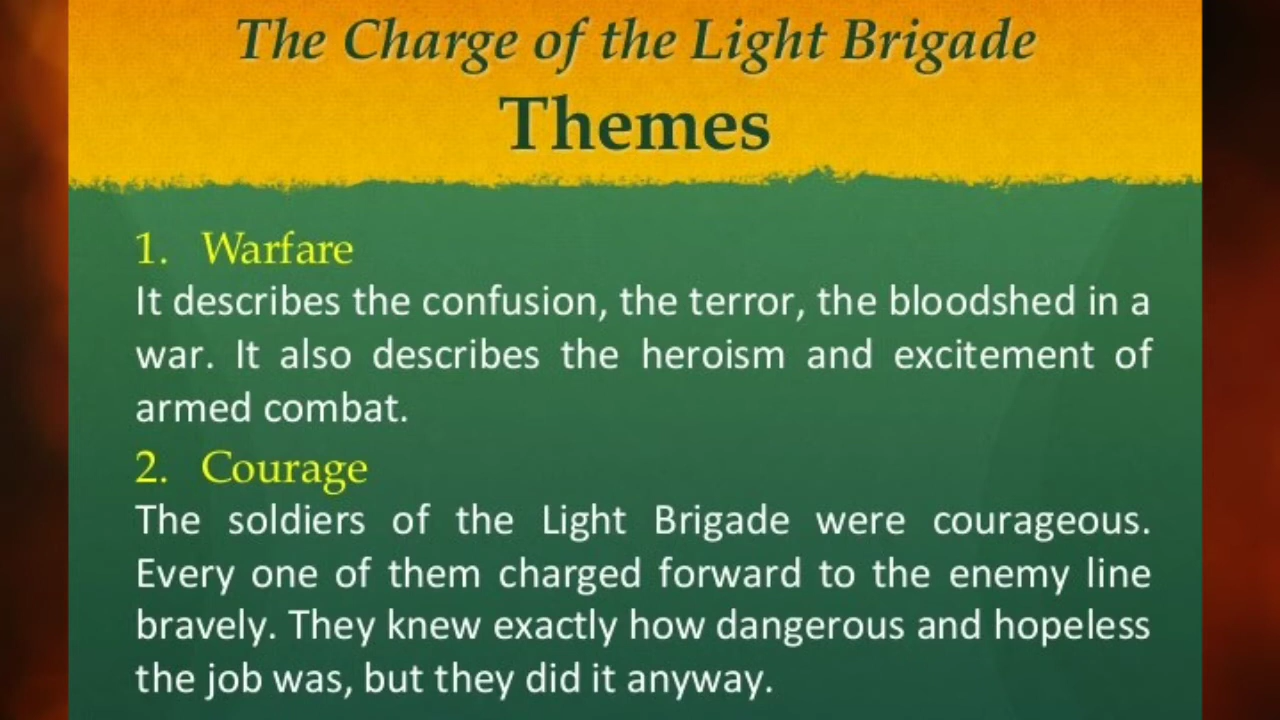 The Charge of the Light Brigade
Themes
1. Warfare
It describes the confusion, the terror, the bloodshed in a
war. It also describes the heroism and excitement of
armed combat.
2. Courage
The soldiers of the Light Brigade were courageous.
Every one of them charged forward to the enemy line
bravely. They knew exactly how dangerous and hopeless
the job was, but they did it anyway.